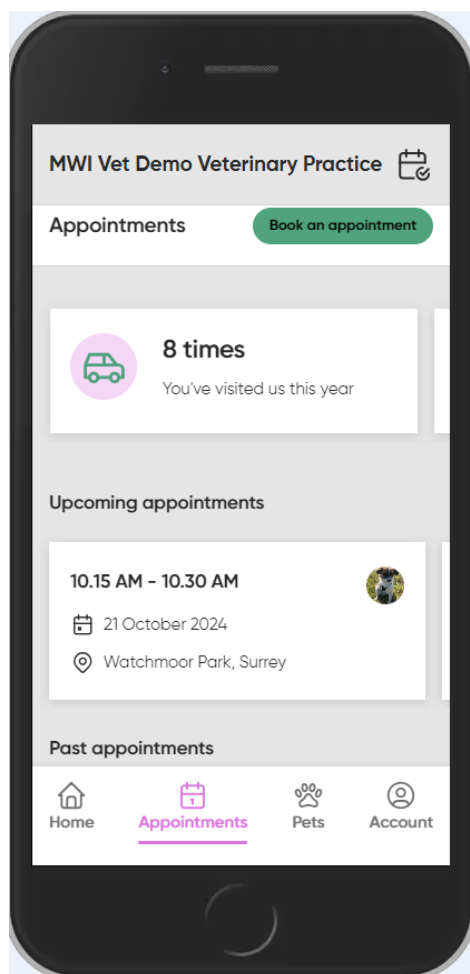 MWI Vet Demo Veterinary Practice
Appointments
Book an appointment
8 times
You've visited us this year
Upcoming appointments
10.15 AM – 10.30 AM
21 October 2024
Watchmoor Park, Surrey
Past appointments
1
Home
Appointments
Pets
Account